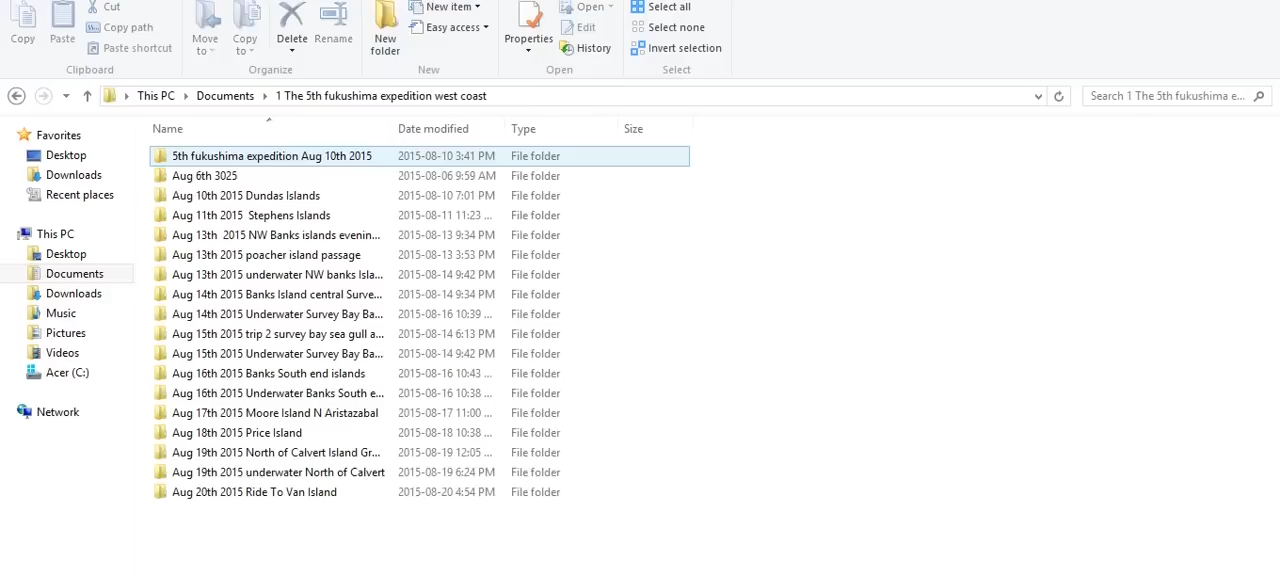 Cut
New item
Open
Select all
Copy path
Easy access
Edit
Select none
Copy
Paste
Paste shortcut
Move to
Copy to
Delete
Rename
New folder
Properties
History
Invert selection
Clipboard
Organize
New
Open
Select
This PC
Documents
1 The 5th fukushima expedition west coast
Search 1 The 5th fukushima e...
Name
Date modified
Type
Size
Favorites
Desktop
Downloads
Recent places
This PC
Desktop
Documents
Downloads
Music
Pictures
Videos
Acer (C:)
Network
5th fukushima expedition Aug 10th 2015 2015-08-10 3:41 PM File folder
Aug 6th 3025 2015-08-06 9:59 AM File folder
Aug 10th 2015 Dundas Islands 2015-08-10 7:01 PM File folder
Aug 11th 2015  Stephens Islands 2015-08-11 11:23 ... File folder
Aug 13th  2015 NW Banks islands evenin... 2015-08-13 9:34 PM File folder
Aug 13th 2015 poacher island passage 2015-08-13 3:53 PM File folder
Aug 13th 2015 underwater NW banks Isla... 2015-08-14 9:42 PM File folder
Aug 14th 2015 Banks Island central Surve... 2015-08-14 9:34 PM File folder
Aug 14th 2015 Underwater Survey Bay Ba... 2015-08-16 10:39 ... File folder
Aug 15th 2015 trip 2 survey bay sea gull a... 2015-08-14 6:13 PM File folder
Aug 15th 2015 Underwater Survey Bay Ba... 2015-08-14 9:42 PM File folder
Aug 16th 2015 Banks South end islands 2015-08-16 10:43 ... File folder
Aug 16th 2015 Underwater Banks South e... 2015-08-16 10:38 ... File folder
Aug 17th 2015 Moore Island N Aristazabal 2015-08-17 11:00 ... File folder
Aug 18th 2015 Price Island 2015-08-18 10:38 ... File folder
Aug 19th 2015 North of Calvert Island Gr... 2015-08-19 12:05 ... File folder
Aug 19th 2015 underwater North of Calvert 2015-08-19 6:24 PM File folder
Aug 20th 2015 Ride To Van Island 2015-08-20 4:54 PM File folder